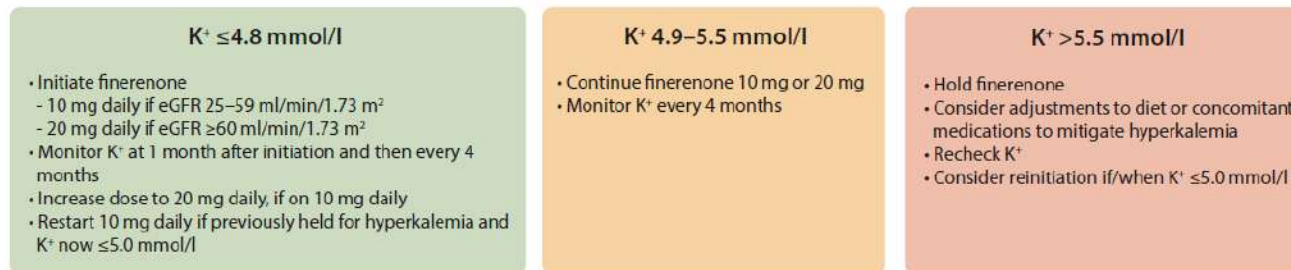 K⁺ ≤4.8 mmol/l
• Initiate finerenone
- 10 mg daily if eGFR 25–59 ml/min/1.73 m²
- 20 mg daily if eGFR ≥60 ml/min/1.73 m²
• Monitor K⁺ at 1 month after initiation and then every 4
months
• Increase dose to 20 mg daily, if on 10 mg daily
• Restart 10 mg daily if previously held for hyperkalemia and
K⁺ now ≤5.0 mmol/l
K⁺ 4.9–5.5 mmol/l
• Continue finerenone 10 mg or 20 mg
• Monitor K⁺ every 4 months
K⁺ >5.5 mmol/l
• Hold finerenone
• Consider adjustments to diet or concomitant
medications to mitigate hyperkalemia
• Recheck K⁺
• Consider reinitiation if/when K⁺ ≤5.0 mmol/l